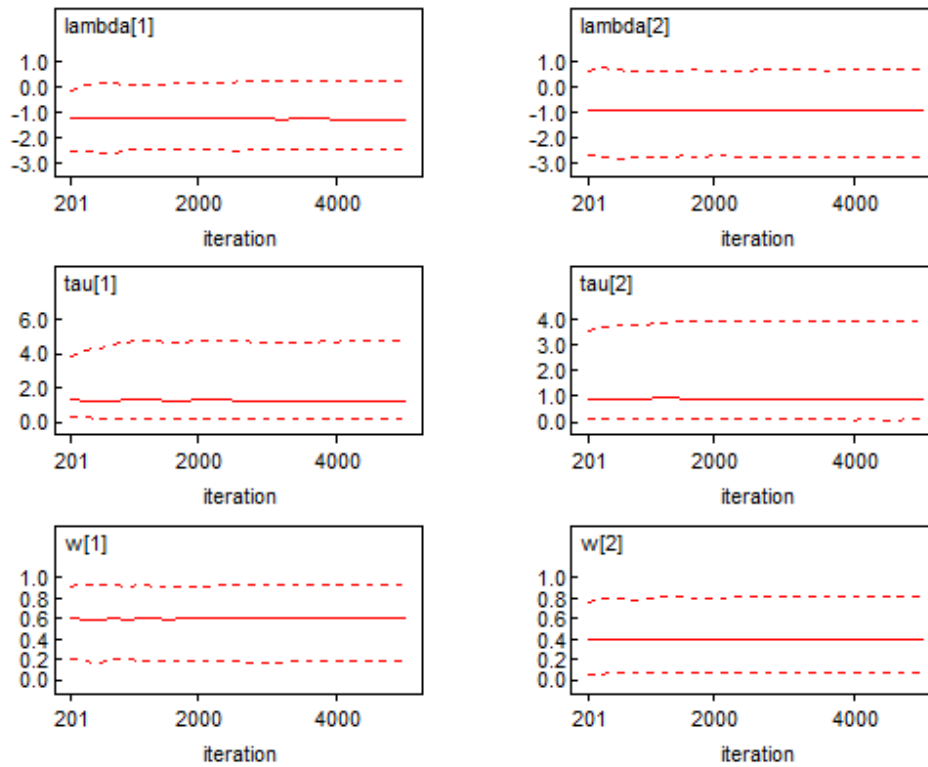 lambda[1]
1.0
0.0
-1.0
-2.0
-3.0
201 2000 4000
iteration
lambda[2]
1.0
0.0
-1.0
-2.0
-3.0
201 2000 4000
iteration
tau[1]
6.0
4.0
2.0
0.0
201 2000 4000
iteration
tau[2]
4.0
3.0
2.0
1.0
0.0
201 2000 4000
iteration
w[1]
1.0
0.8
0.6
0.4
0.2
0.0
201 2000 4000
iteration
w[2]
1.0
0.8
0.6
0.4
0.2
0.0
201 2000 4000
iteration